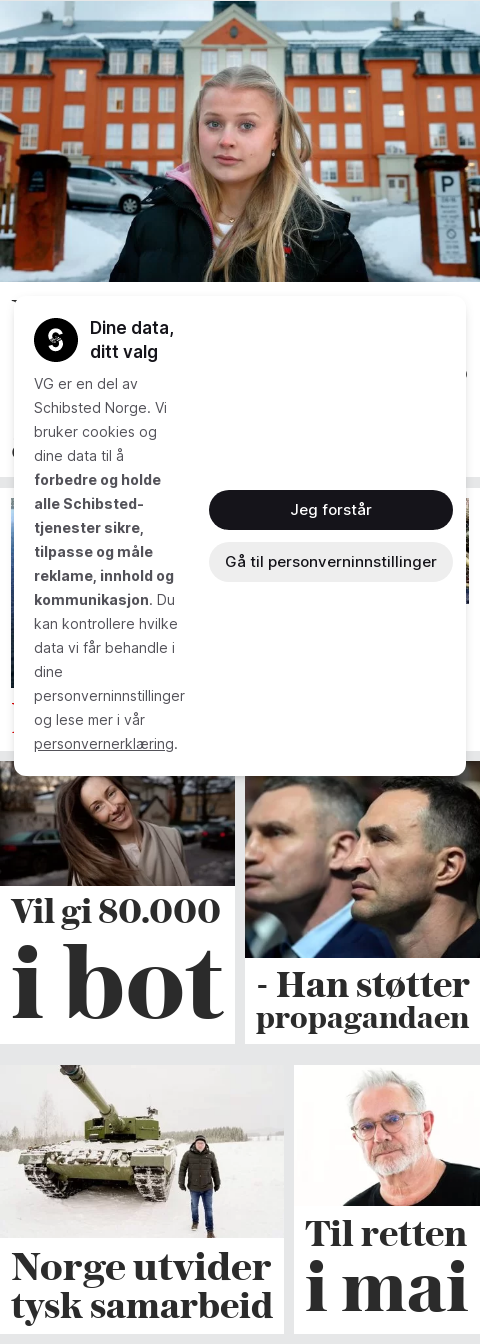 P
Dine data,
ditt valg
VG er en del av
Schibsted Norge. Vi
bruker cookies og
dine data til å
forbedre og holde
alle Schibsted-
tjenester sikre,
tilpasse og måle
reklame, innhold og
kommunikasjon. Du
kan kontrollere hvilke
data vi får behandle i
dine
personverninnstillinger
og lese mer i vår
personvernerklæring.
Jeg forstår
Gå til personverninnstillinger
Vil gi 80.000
i bot
- Han støtter
propagandaen
Norge utvider
tysk samarbeid
Til retten
i mai